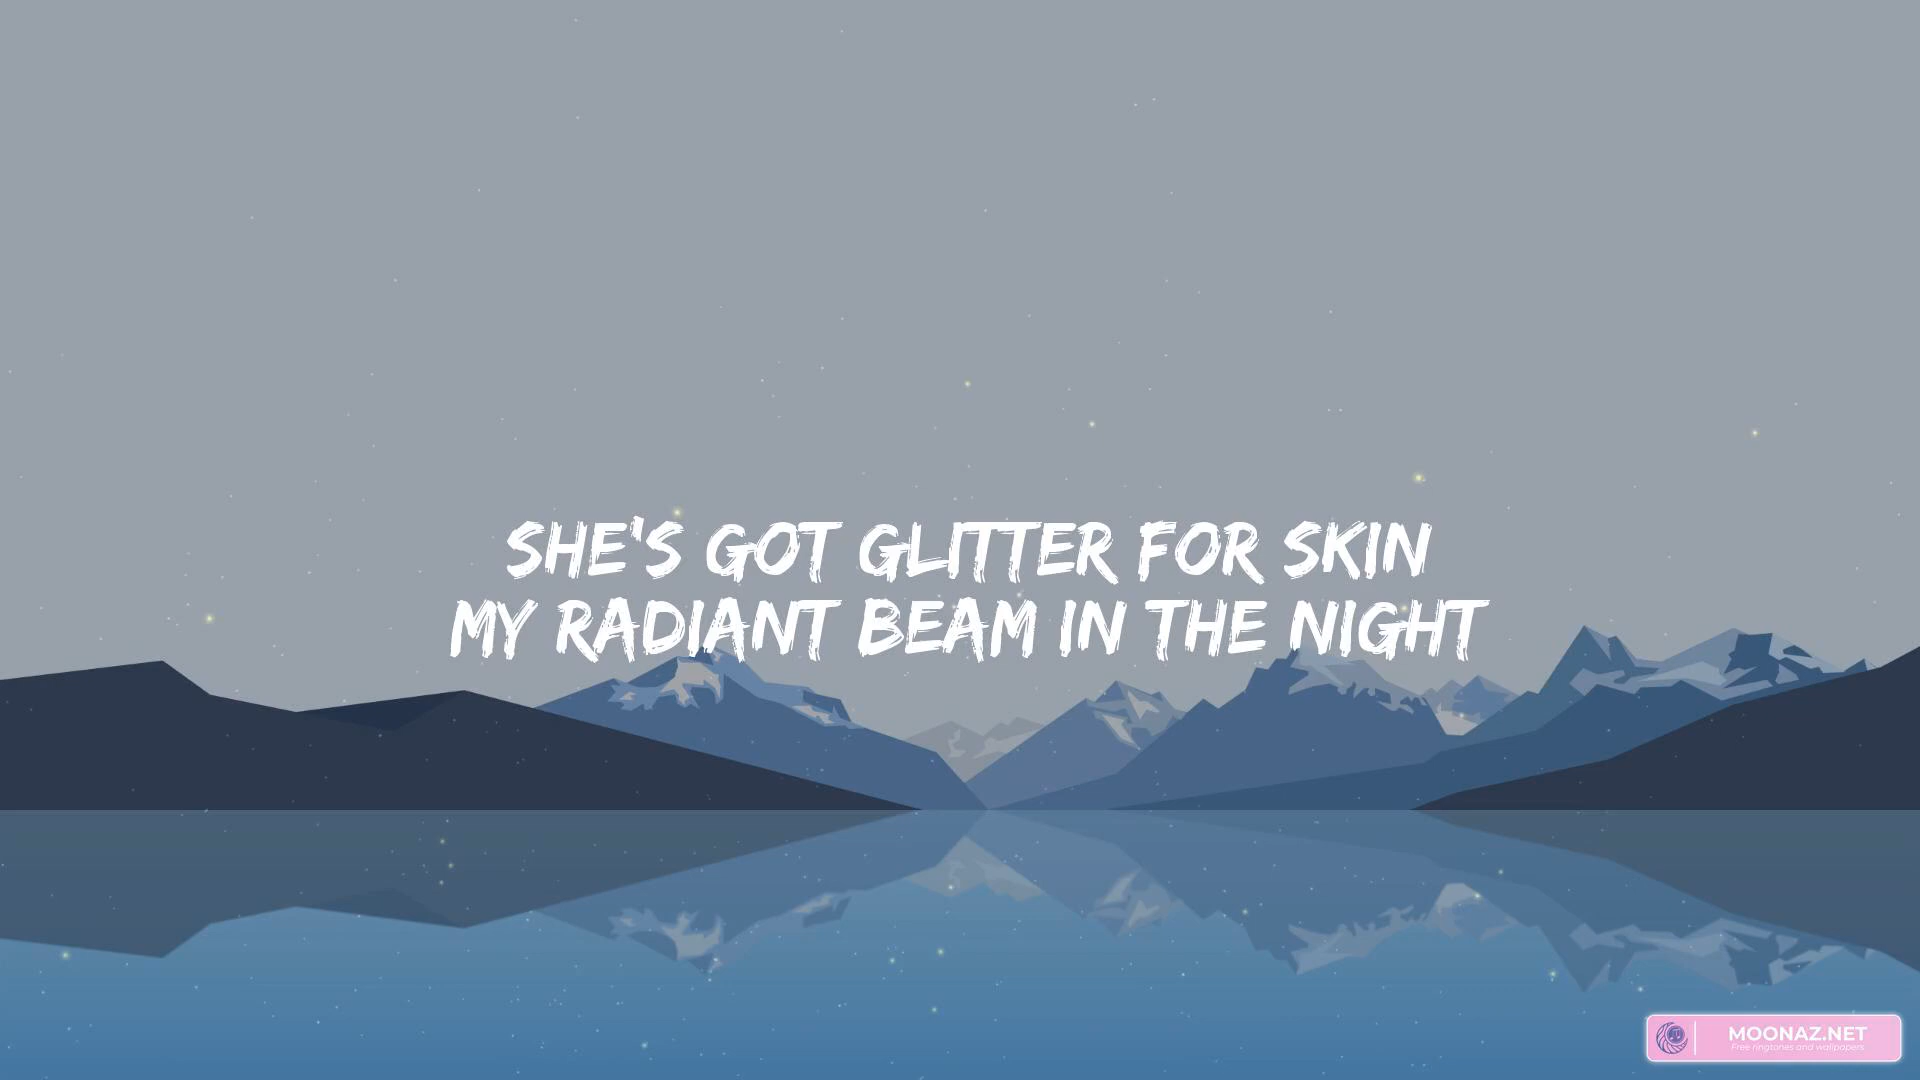 SHE'S GOT GLITTER FOR SKIN
MY RADIANT BEAM IN THE NIGHT
MOONAZ.NET
Free ringtones and wallpapers